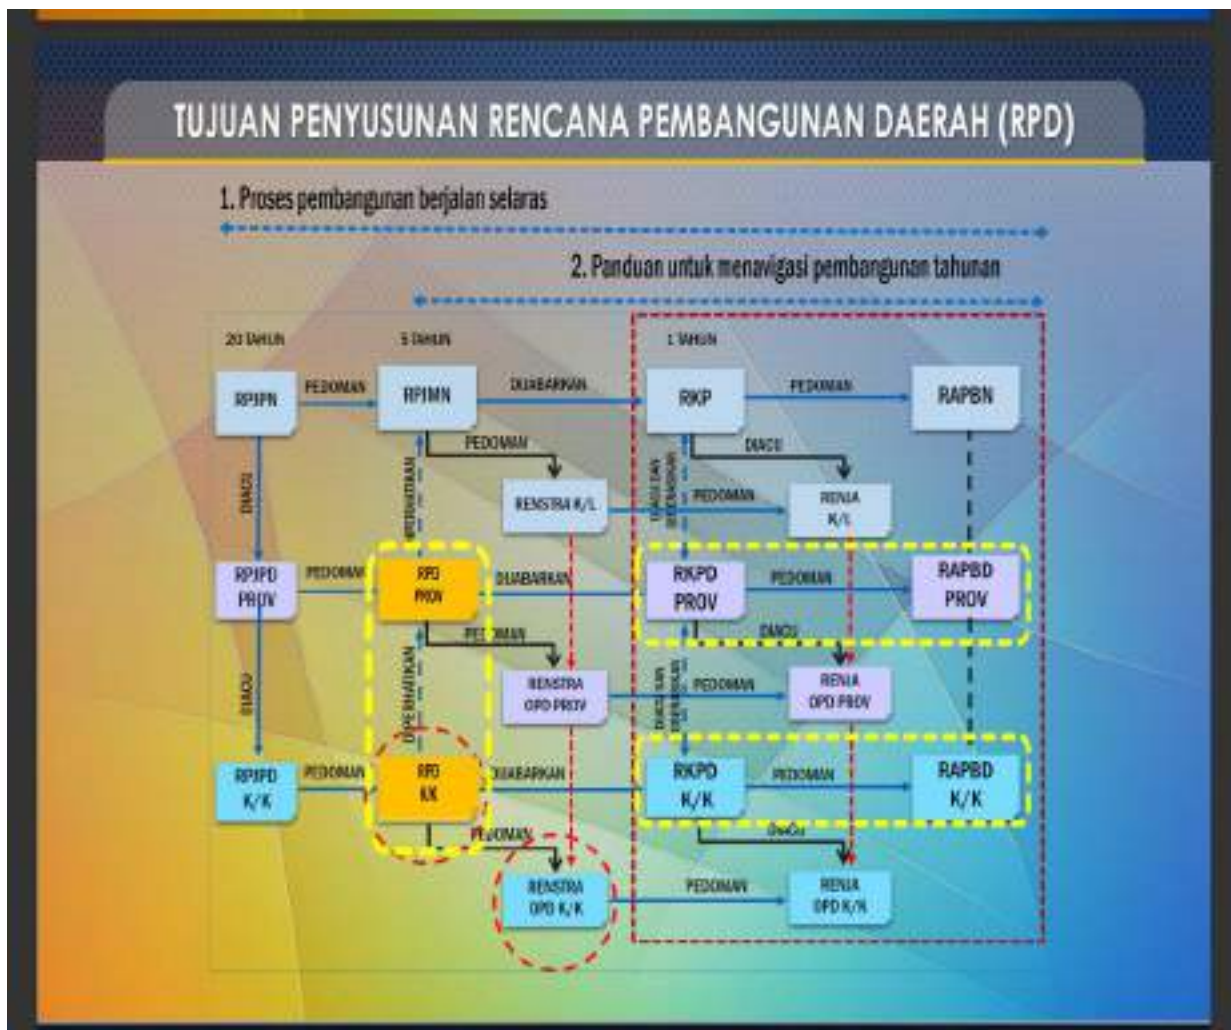 TUJUAN PENYUSUNAN RENCANA PEMBANGUNAN DAERAH (RPD)
1. Proses pembangunan berjalan selaras
2. Panduan untuk menavigasi pembangunan tahunan
20 TAHUN
5 TAHUN
1 TAHUN
RPJPN
PEDOMAN
RPJMN
DIJABARKAN
RKP
PEDOMAN
RAPBN
PEDOMAN
DIACU
DIACU
RENSTRA K/L
PEDOMAN
RENJA
K/L
RPJPD
PROV
PEDOMAN
RPD
PROV
DIJABARKAN
RKPD
PROV
PEDOMAN
RAPBD
PROV
PEDOMAN
DIACU
DIACU
DIPERHATIKAN
RENSTRA
OPD PROV
PEDOMAN
RENJA
OPD PROV
RPJPD
K/K
PEDOMAN
RPD
KK
DIJABARKAN
RKPD
K/K
PEDOMAN
RAPBD
K/K
PEDOMAN
DIACU
RENSTRA
OPD K/K
PEDOMAN
RENJA
OPD K/K